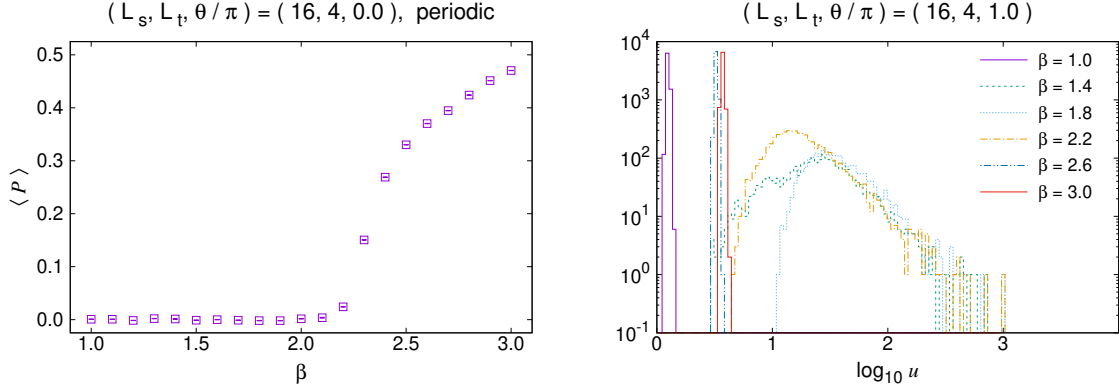 ( L_s, L_t, θ / π ) = ( 16, 4, 0.0 ), periodic
0.5
0.4
0.3
0.2
0.1
0.0
⟨ P ⟩
1.0 1.5 2.0 2.5 3.0
β
( L_s, L_t, θ / π ) = ( 16, 4, 1.0 )
10^4
10^3
10^2
10^1
10^0
10^-1
β = 1.0
β = 1.4
β = 1.8
β = 2.2
β = 2.6
β = 3.0
0 1 2 3
log_10 u